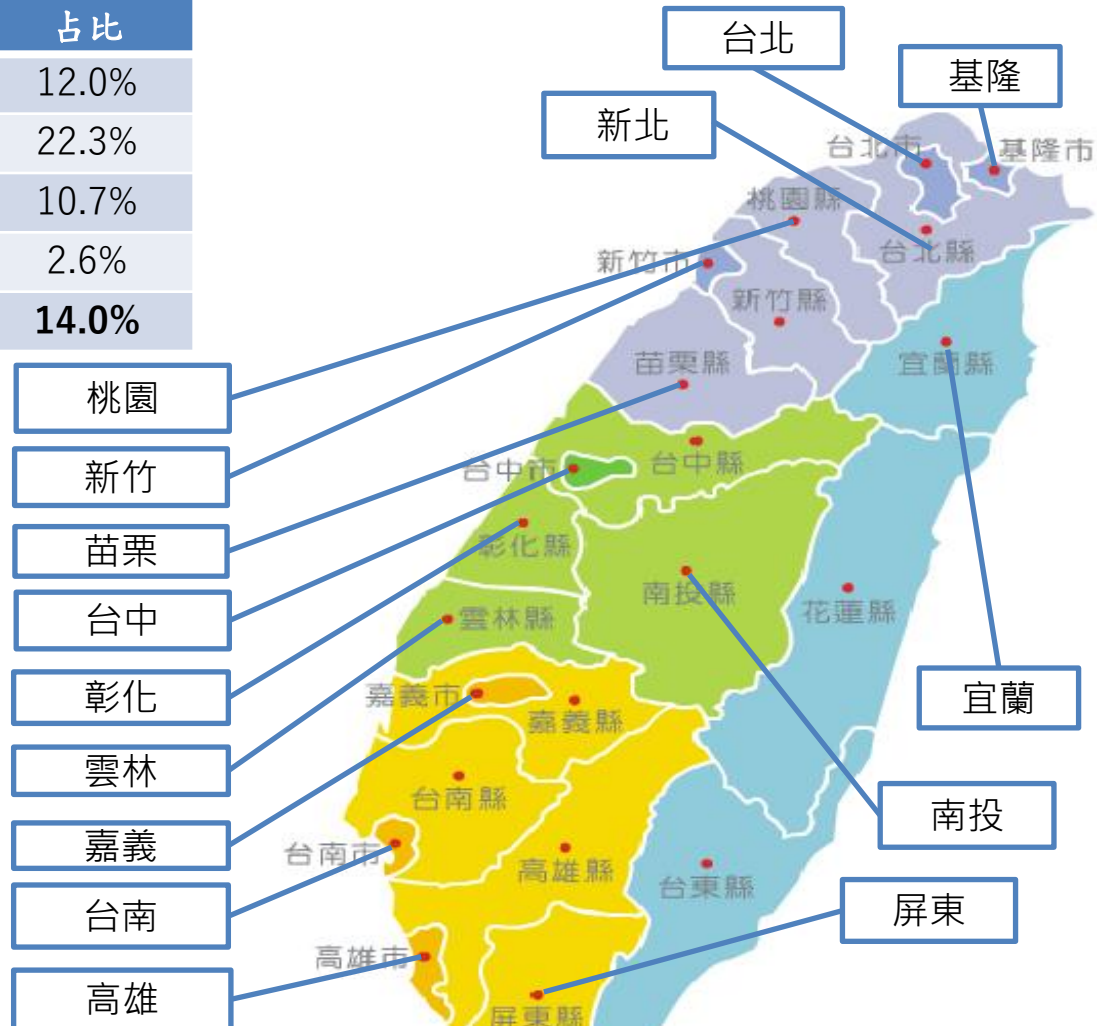 占比
12.0%
22.3%
10.7%
2.6%
14.0%
台北
基隆
新北
台北市
基隆市
桃園縣
台北縣
新竹市
新竹縣
苗栗縣
宜蘭縣
桃園
新竹
苗栗
台中
彰化
雲林
嘉義
台南
高雄
台中市
台中縣
彰化縣
南投縣
花蓮縣
雲林縣
嘉義市
嘉義縣
宜蘭
台南縣
南投
台南市
高雄縣
台東縣
屏東
高雄市
屏東縣